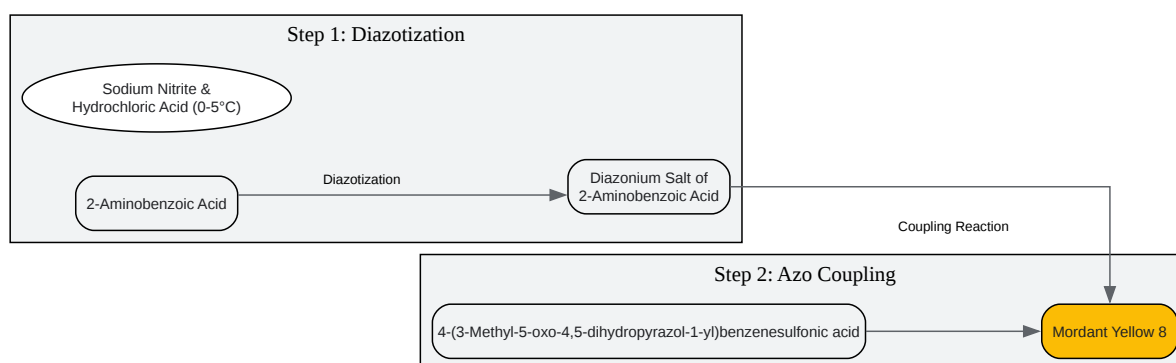 Step 1: Diazotization
Sodium Nitrite &
Hydrochloric Acid (0-5°C)
2-Aminobenzoic Acid
Diazotization
Diazonium Salt of
2-Aminobenzoic Acid
Coupling Reaction
Step 2: Azo Coupling
4-(3-Methyl-5-oxo-4,5-dihydropyrazol-1-yl)benzenesulfonic acid
Mordant Yellow 8